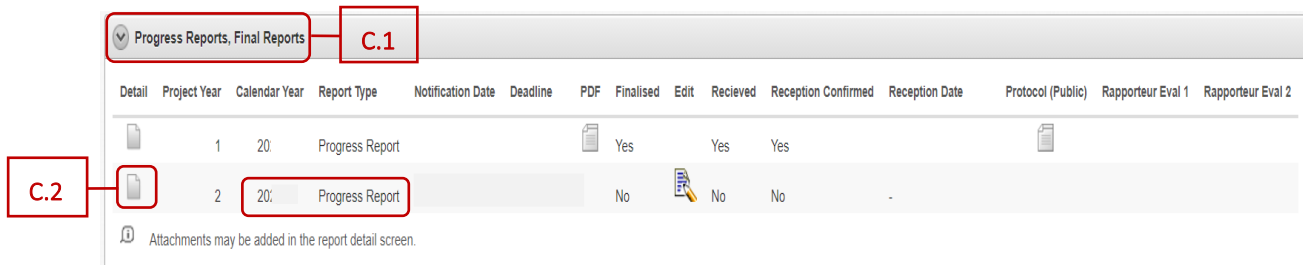 Progress Reports, Final Reports
C.1
Detail Project Year Calendar Year Report Type Notification Date Deadline PDF Finalised Edit Recieved Reception Confirmed Reception Date Protocol (Public) Rapporteur Eval 1 Rapporteur Eval 2
1 20 Progress Report Yes Yes Yes
C.2
2 202 Progress Report No No No -
Attachments may be added in the report detail screen.